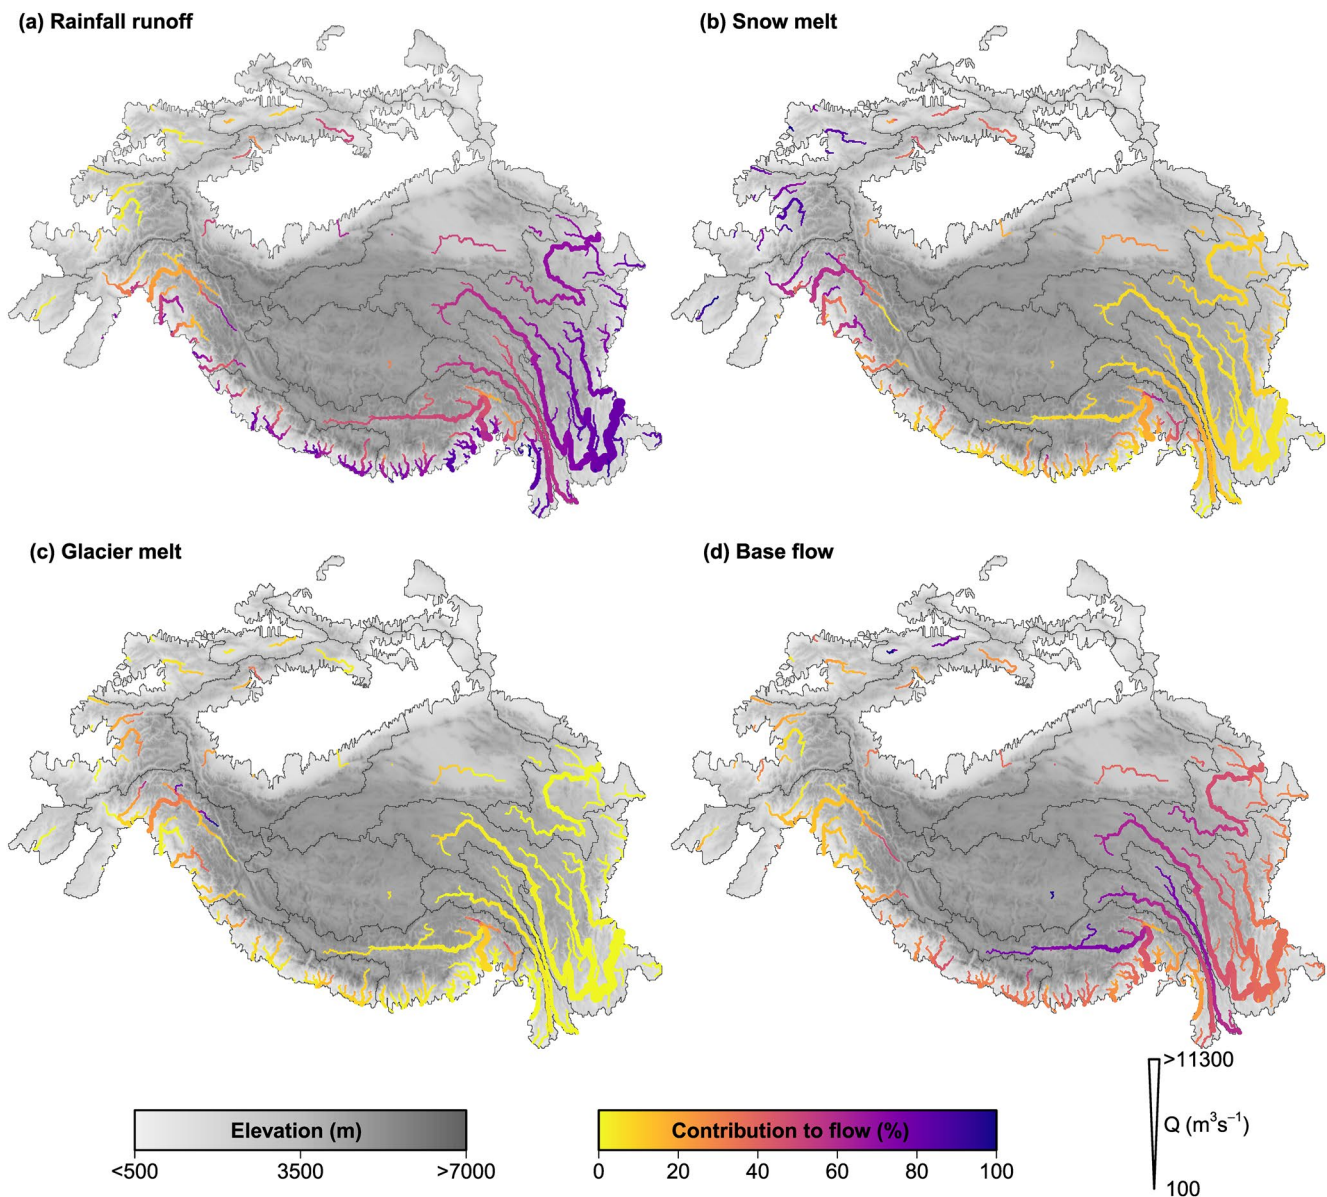 (a) Rainfall runoff
(b) Snow melt
(c) Glacier melt
(d) Base flow
>11300
Q (m³s⁻¹)
100
Elevation (m)
<500 3500 >7000
Contribution to flow (%)
0 20 40 60 80 100